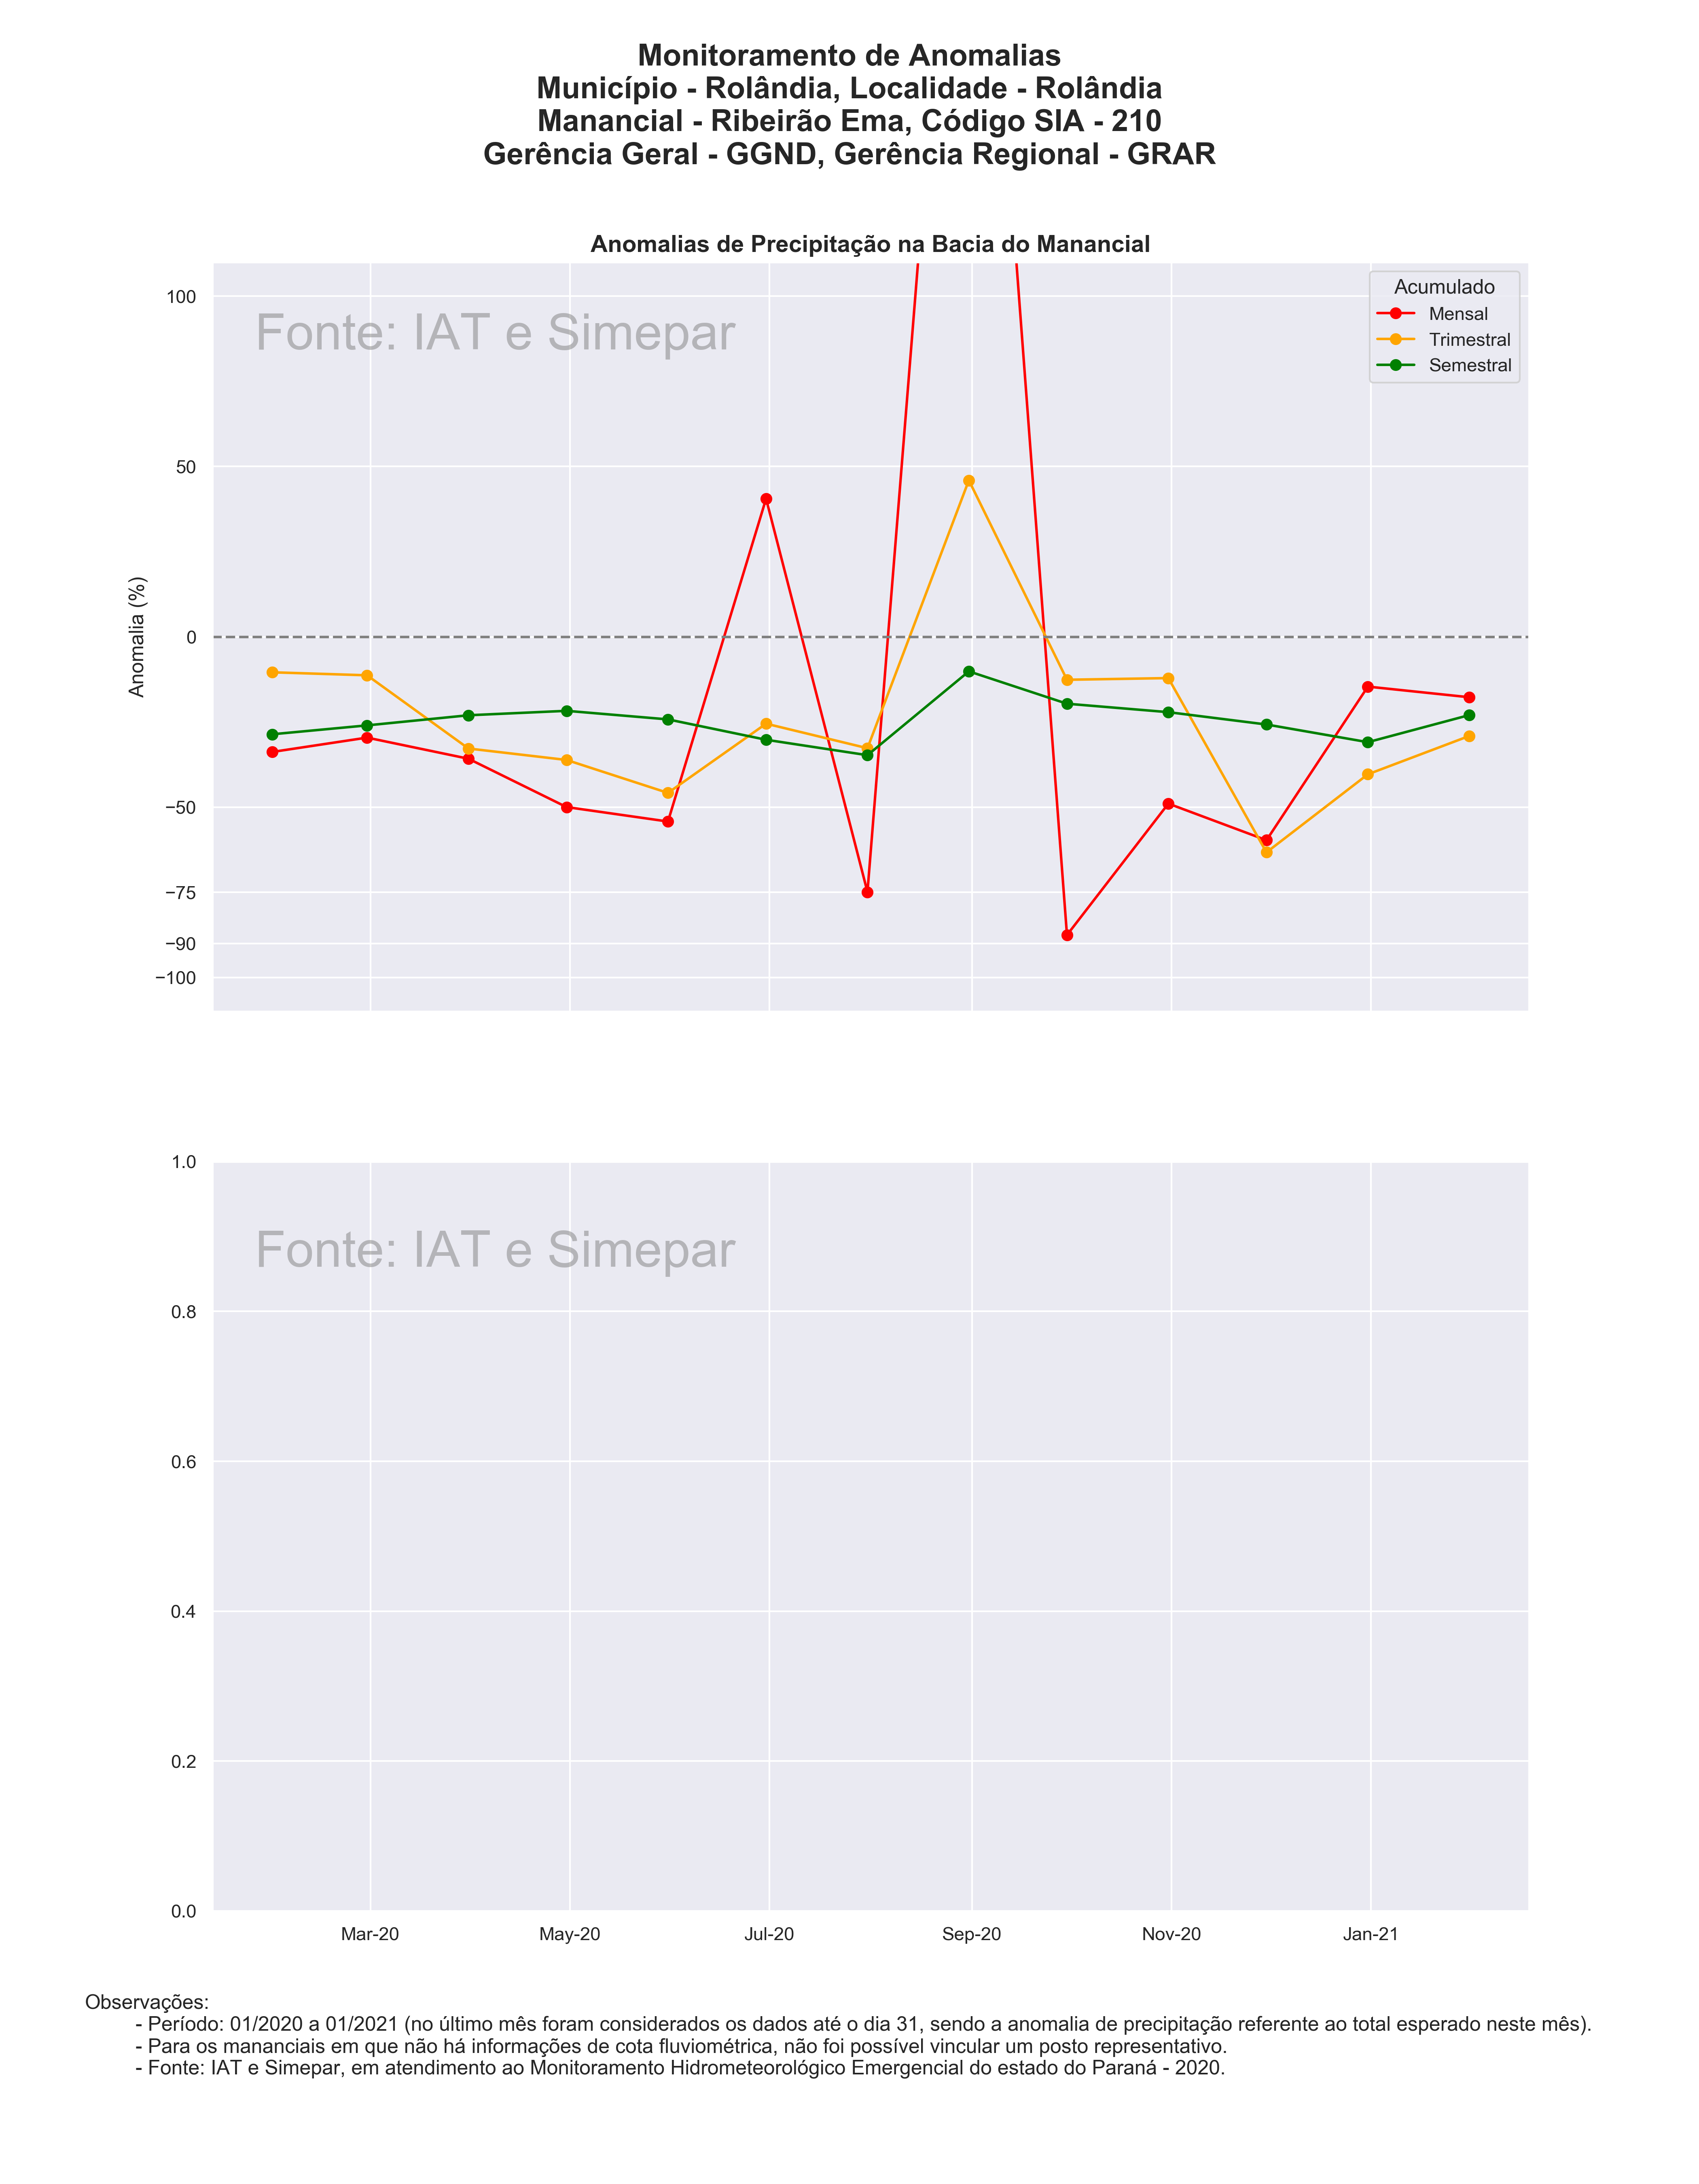 Monitoramento de Anomalias
Município - Rolândia, Localidade - Rolândia
Manancial - Ribeirão Ema, Código SIA - 210
Gerência Geral - GGND, Gerência Regional - GRAR
Anomalias de Precipitação na Bacia do Manancial
Fonte: IAT e Simepar
Acumulado
Mensal
Trimestral
Semestral
Anomalia (%)
100
50
0
−50
−75
−90
−100
Fonte: IAT e Simepar
1.0
0.8
0.6
0.4
0.2
0.0
Mar-20 May-20 Jul-20 Sep-20 Nov-20 Jan-21
Observações:
- Período: 01/2020 a 01/2021 (no último mês foram considerados os dados até o dia 31, sendo a anomalia de precipitação referente ao total esperado neste mês).
- Para os mananciais em que não há informações de cota fluviométrica, não foi possível vincular um posto representativo.
- Fonte: IAT e Simepar, em atendimento ao Monitoramento Hidrometeorológico Emergencial do estado do Paraná - 2020.